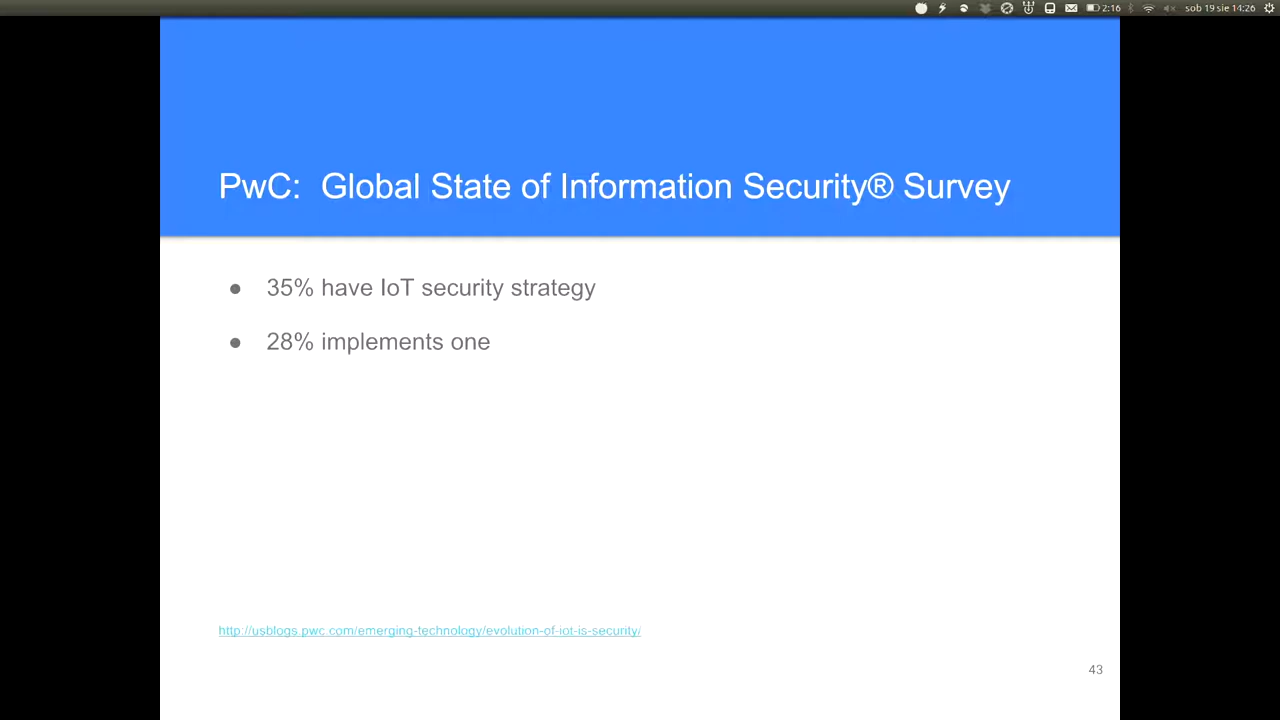 2:16 sob 19 sie 14:26
PwC: Global State of Information Security® Survey
● 35% have IoT security strategy
● 28% implements one
http://usblogs.pwc.com/emerging-technology/evolution-of-iot-is-security/
43